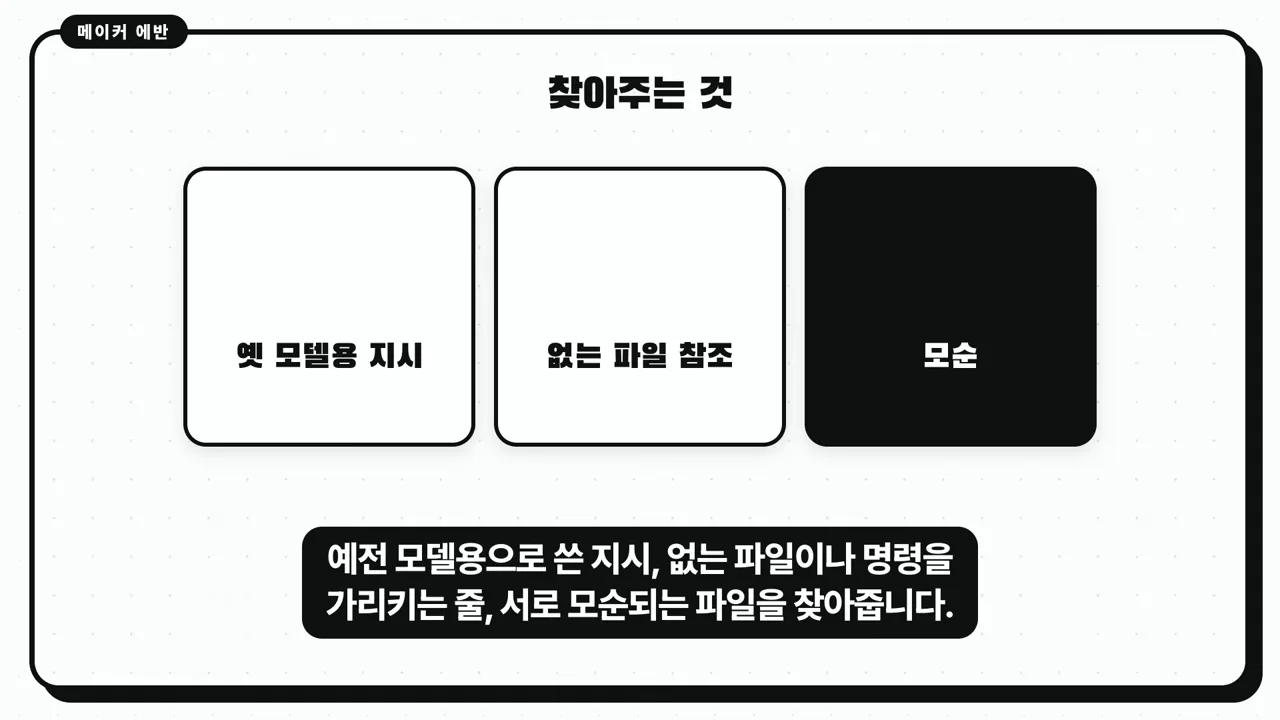 메이커 에반
찾아주는 것
옛 모델용 지시
없는 파일 참조
모순
예전 모델용으로 쓴 지시, 없는 파일이나 명령을
가리키는 줄, 서로 모순되는 파일을 찾아줍니다.